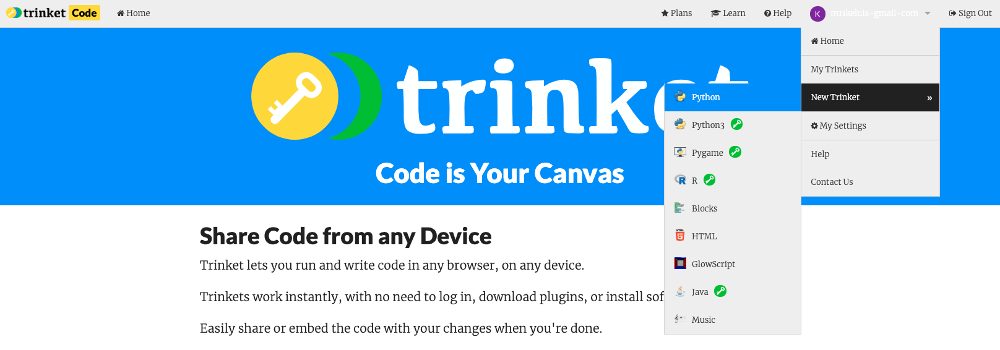 trinket Code
Home
Plans
Learn
Help
K
m11keluis-gmail-com
Sign Out
trinket
Code is Your Canvas
Home
My Trinkets
New Trinket »
My Settings
Help
Contact Us
Python
Python3
Pygame
R
Blocks
HTML
GlowScript
Java
Music
Share Code from any Device
Trinket lets you run and write code in any browser, on any device.
Trinkets work instantly, with no need to log in, download plugins, or install sof
Easily share or embed the code with your changes when you're done.